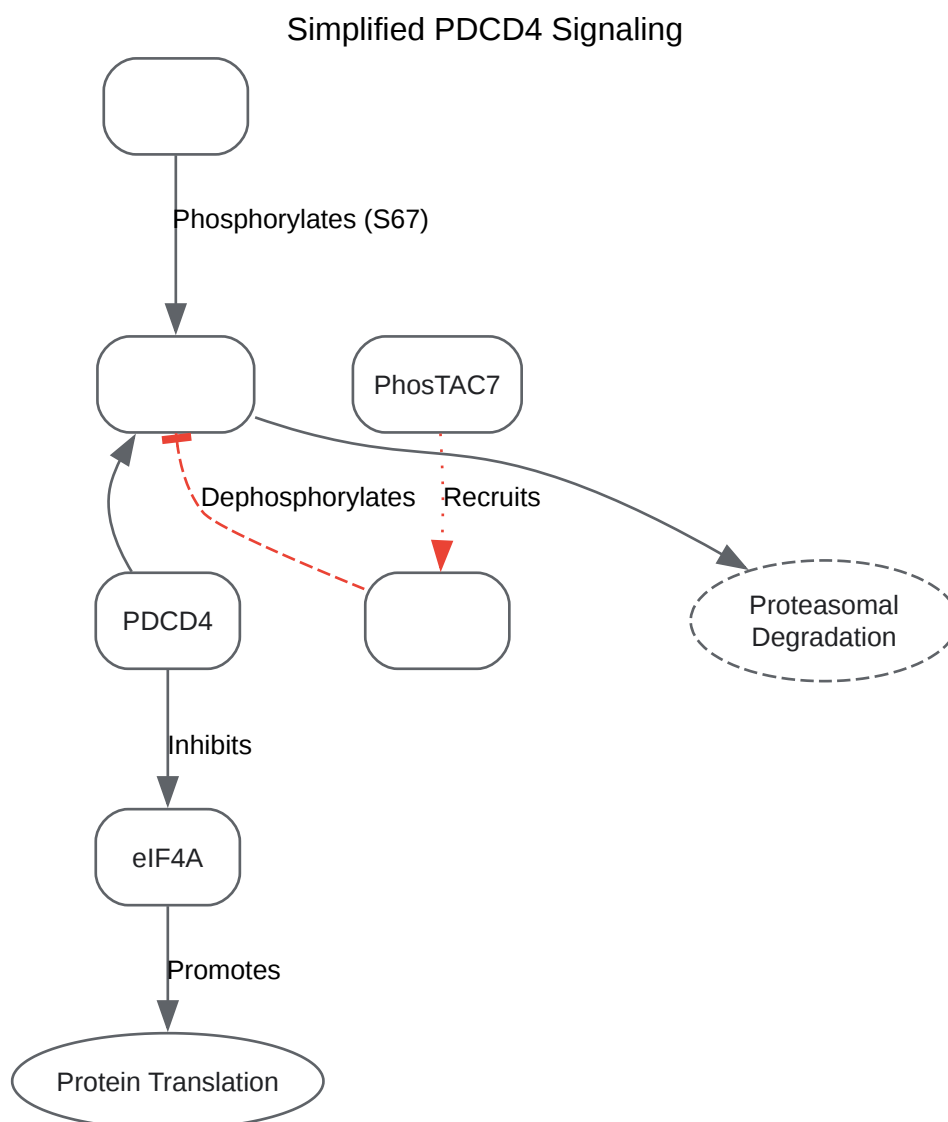 Simplified PDCD4 Signaling
Phosphorylates (S67)
PhosTAC7
Dephosphorylates
Recruits
PDCD4
Proteasomal
Degradation
Inhibits
eIF4A
Promotes
Protein Translation